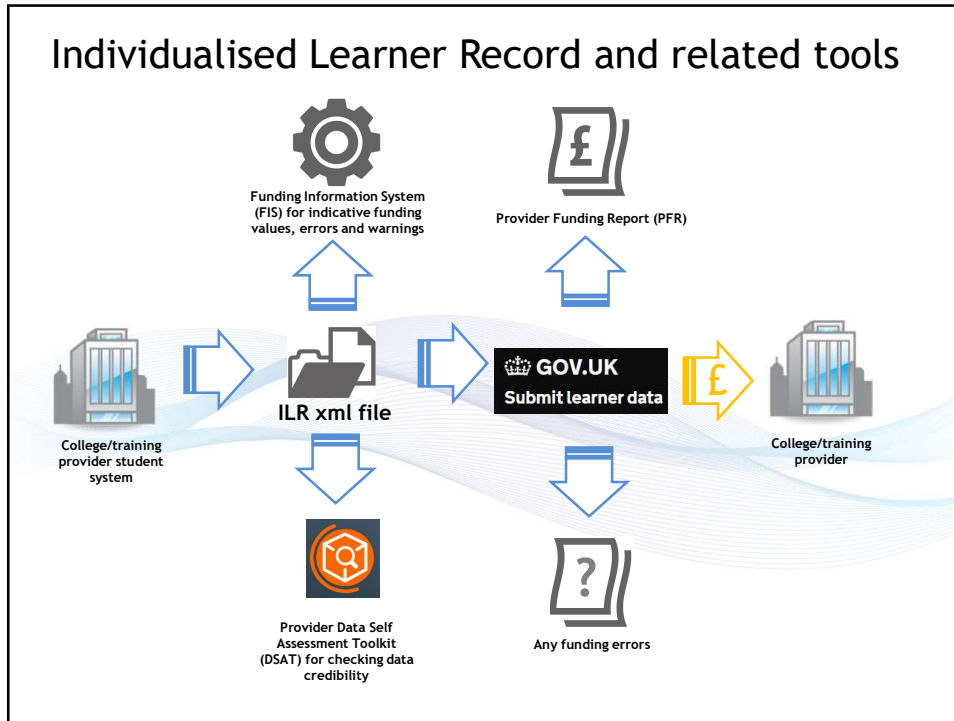 Individualised Learner Record and related tools
£
Funding Information System
(FIS) for indicative funding
values, errors and warnings
Provider Funding Report (PFR)
College/training
provider student
system
ILR xml file
GOV.UK
Submit learner data
£
College/training
provider
Provider Data Self
Assessment Toolkit
(DSAT) for checking data
credibility
?
Any funding errors